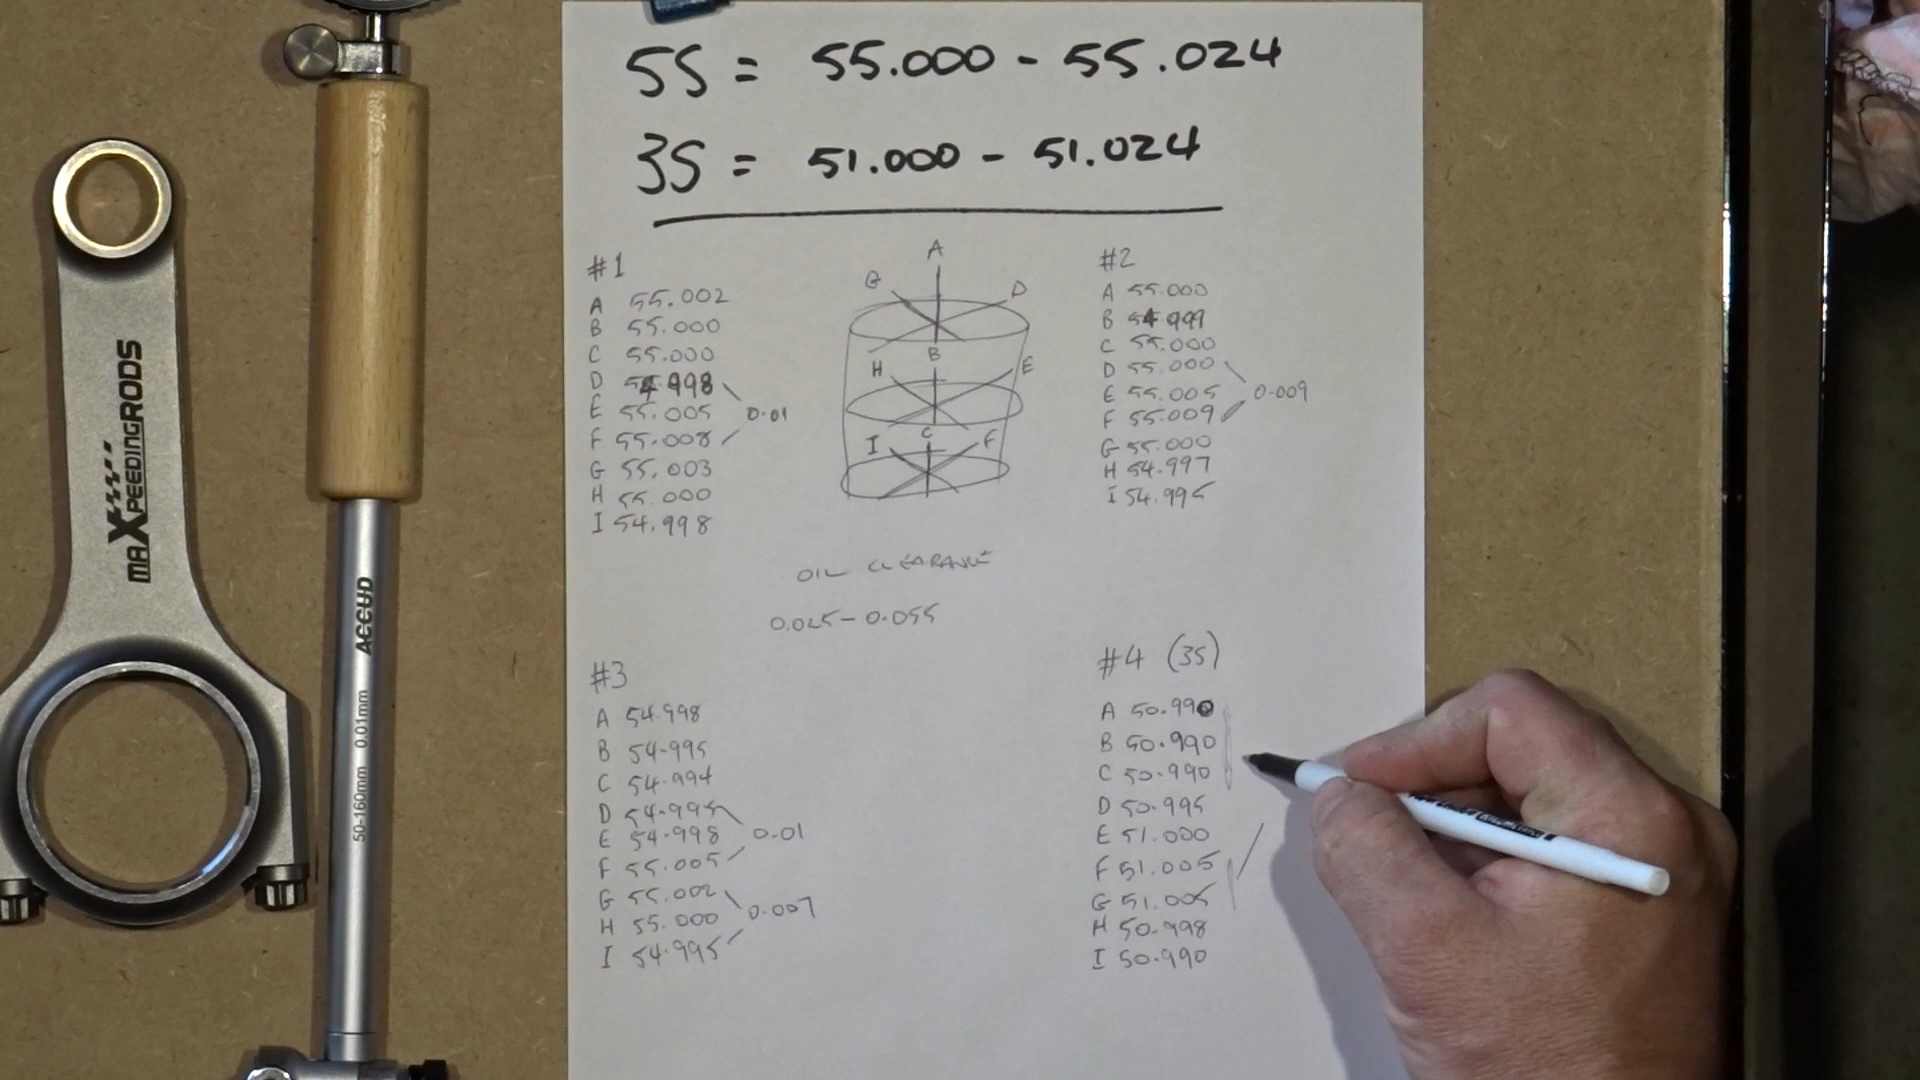 5S = 55.000 - 55.024
3S = 51.000 - 51.024
#1
A 55.002
B 55.000
C 55.000
D 54.998
E 55.005
F 55.008
0.01
G 55.003
H 55.000
I 54.998
A
G
D
B
H
E
C
I
F
#2
A 55.000
B 54.999
C 55.000
D 55.000
E 55.005
F 55.009
0.009
G 55.000
H 54.997
I 54.995
OIL CLEARANCE
0.025 - 0.055
#3
A 54.998
B 54.995
C 54.994
D 54.995
E 54.998
F 55.005
0.01
G 55.002
H 55.000
I 54.995
0.007
#4 (3S)
A 50.990
B 50.990
C 50.990
D 50.995
E 51.000
F 51.005
G 51.005
H 50.998
I 50.990
MAXPEEDINGRODS
ACCUD
50-160mm 0.01mm